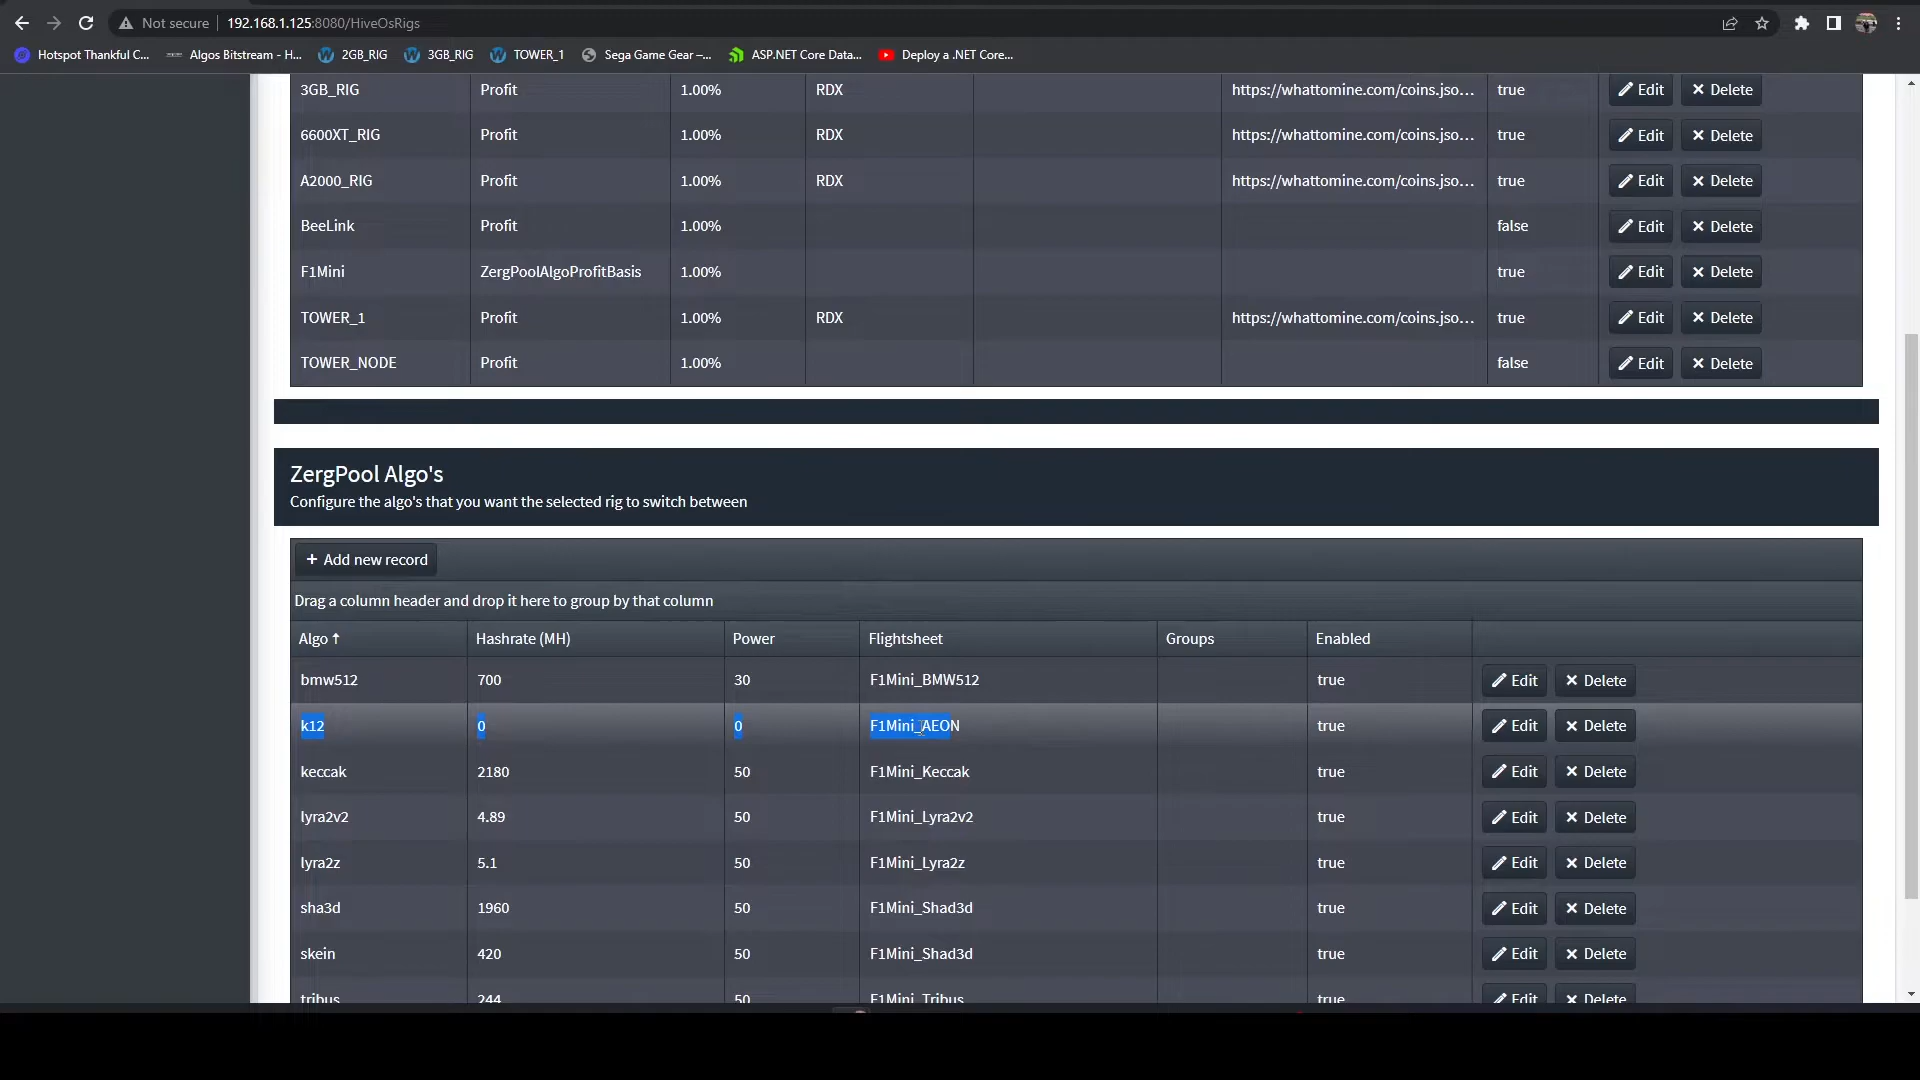 Not secure 192.168.1.125:8080/HiveOsRigs
Hotspot Thankful C... Algos Bitstream - H... 2GB_RIG 3GB_RIG TOWER_1 Sega Game Gear –... ASP.NET Core Data... Deploy a .NET Core...
3GB_RIG Profit 1.00% RDX https://whattomine.com/coins.jso... true Edit Delete
6600XT_RIG Profit 1.00% RDX https://whattomine.com/coins.jso... true Edit Delete
A2000_RIG Profit 1.00% RDX https://whattomine.com/coins.jso... true Edit Delete
BeeLink Profit 1.00% false Edit Delete
F1Mini ZergPoolAlgoProfitBasis 1.00% true Edit Delete
TOWER_1 Profit 1.00% RDX https://whattomine.com/coins.jso... true Edit Delete
TOWER_NODE Profit 1.00% false Edit Delete
ZergPool Algo's
Configure the algo's that you want the selected rig to switch between
+ Add new record
Drag a column header and drop it here to group by that column
Algo ↑ Hashrate (MH) Power Flightsheet Groups Enabled
bmw512 700 30 F1Mini_BMW512 true Edit Delete
k12 0 0 F1Mini_AEON true Edit Delete
keccak 2180 50 F1Mini_Keccak true Edit Delete
lyra2v2 4.89 50 F1Mini_Lyra2v2 true Edit Delete
lyra2z 5.1 50 F1Mini_Lyra2z true Edit Delete
sha3d 1960 50 F1Mini_Shad3d true Edit Delete
skein 420 50 F1Mini_Shad3d true Edit Delete
tribus 244 50 F1Mini_Tribus true Edit Delete